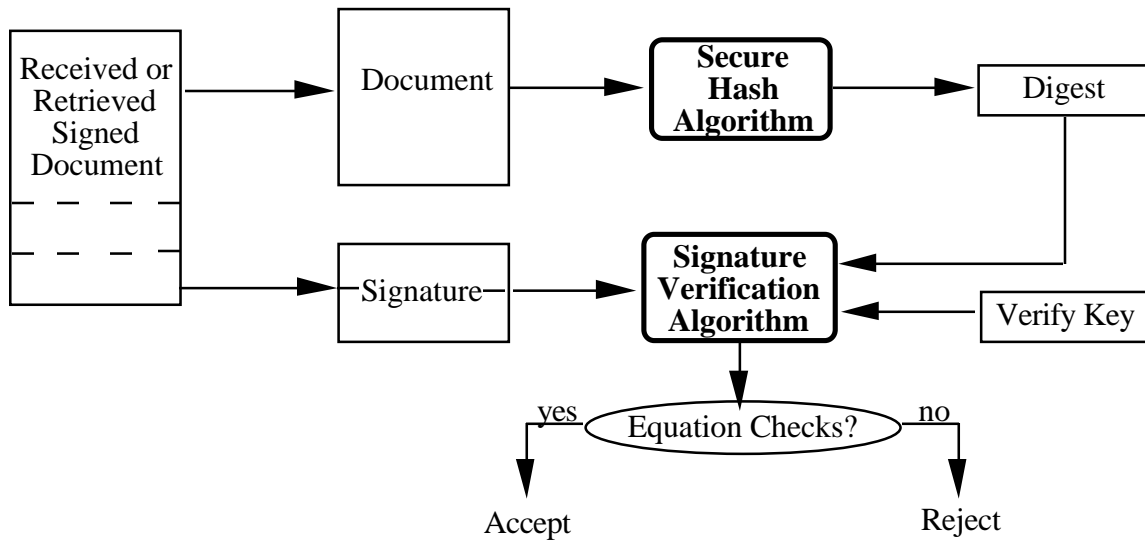 Received or
Retrieved
Signed
Document
Document
Secure
Hash
Algorithm
Digest
Signature
Signature
Verification
Algorithm
Verify Key
yes
Equation Checks?
no
Accept
Reject